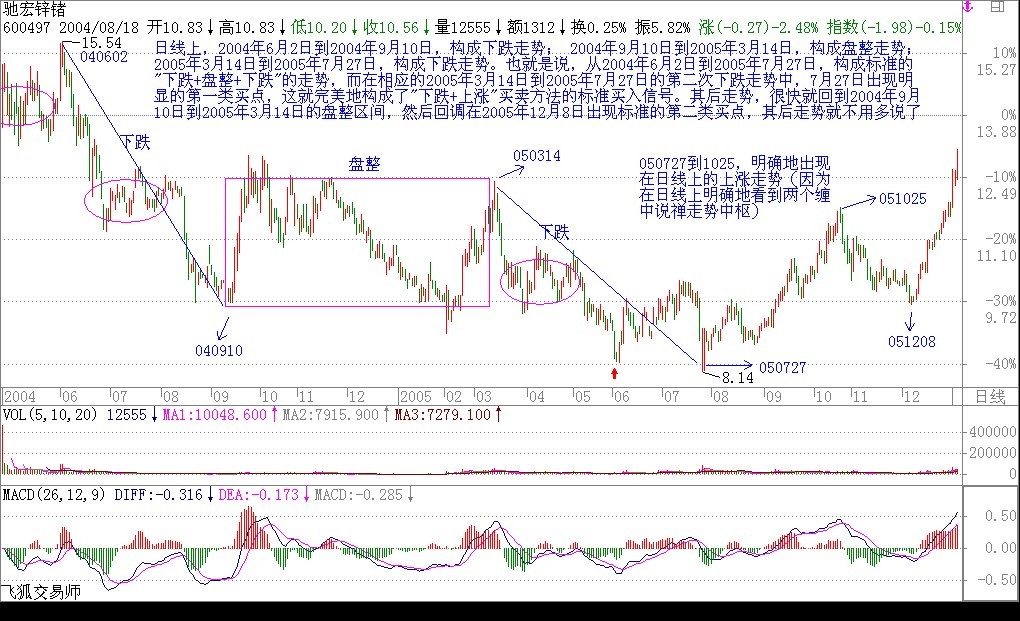 驰宏锌锗
600497 2004/08/18 开10.83↓高10.83↓低10.20↓收10.56↓量12555↓额1312↓换0.25% 振5.82% 涨(-0.27)-2.48% 指数(-1.98)-0.15%
15.54
040602
日线上，2004年6月2日到2004年9月10日，构成下跌走势； 2004年9月10日到2005年3月14日，构成盘整走势；
2005年3月14日到2005年7月27日，构成下跌走势。也就是说，从2004年6月2日到2005年7月27日，构成标准的
"下跌+盘整+下跌"的走势，而在相应的2005年3月14日到2005年7月27日的第二次下跌走势中，7月27日出现明
显的第一类买点，这就完美地构成了"下跌+上涨"买卖方法的标准买入信号。其后走势，很快就回到2004年9月
10日到2005年3月14日的盘整区间，然后回调在2005年12月8日出现标准的第二类买点，其后走势就不用多说了
10%
15.27
0%
13.88
-10%
12.49
-20%
11.10
-30%
9.72
-40%
下跌
盘整
050314
下跌
050727到1025，明确地出现
在日线上的上涨走势（因为
在日线上明确地看到两个缠
中说禅走势中枢）
051025
040910
051208
050727
8.14
2004 06 07 08 09 10 11 12 2005 02 03 04 05 06 07 08 09 10 11 12 日线
VOL(5,10,20) 12555↓MA1:10048.600↑MA2:7915.900↑MA3:7279.100↑
400000
200000
0
MACD(26,12,9) DIFF:-0.316↓DEA:-0.173↓MACD:-0.285↓
0.50
0.00
-0.50
飞狐交易师